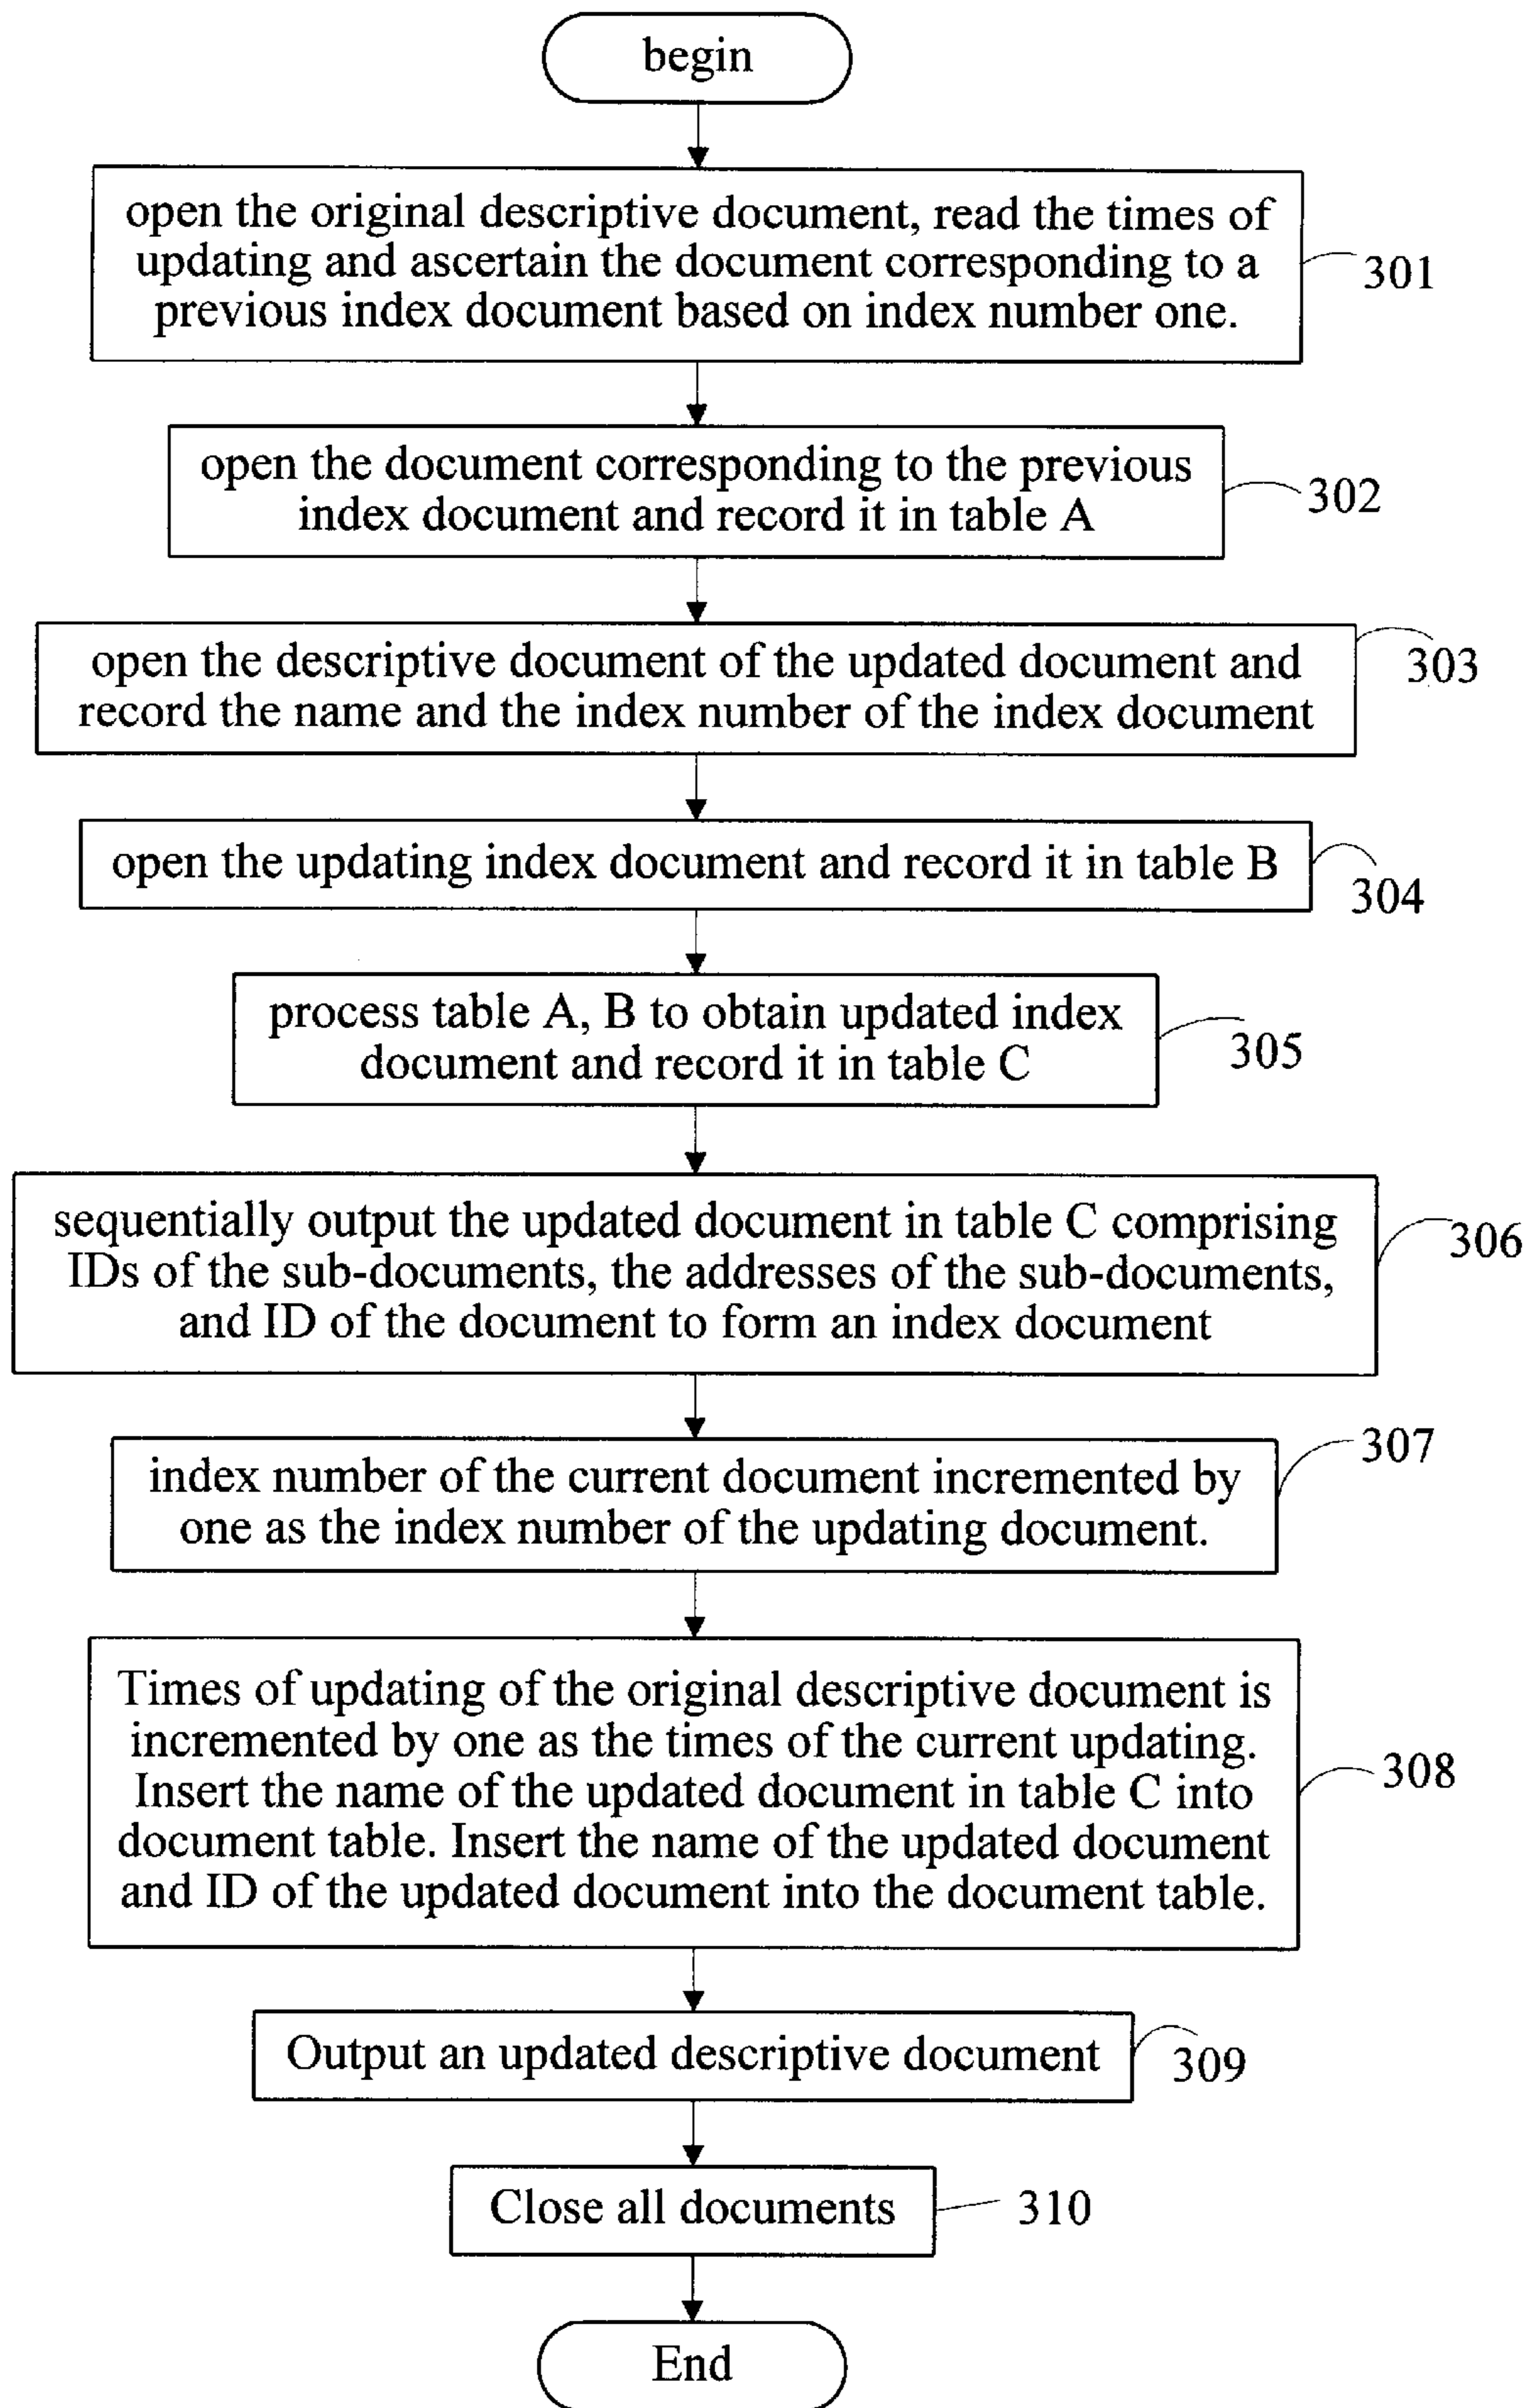 begin
open the original descriptive document, read the times of
updating and ascertain the document corresponding to a
previous index document based on index number one.
301
open the document corresponding to the previous
index document and record it in table A
302
open the descriptive document of the updated document and
record the name and the index number of the index document
303
open the updating index document and record it in table B
304
process table A, B to obtain updated index
document and record it in table C
305
sequentially output the updated document in table C comprising
IDs of the sub-documents, the addresses of the sub-documents,
and ID of the document to form an index document
306
index number of the current document incremented by
one as the index number of the updating document.
307
Times of updating of the original descriptive document is
incremented by one as the times of the current updating.
Insert the name of the updated document in table C into
document table. Insert the name of the updated document
and ID of the updated document into the document table.
308
Output an updated descriptive document
309
Close all documents
310
End